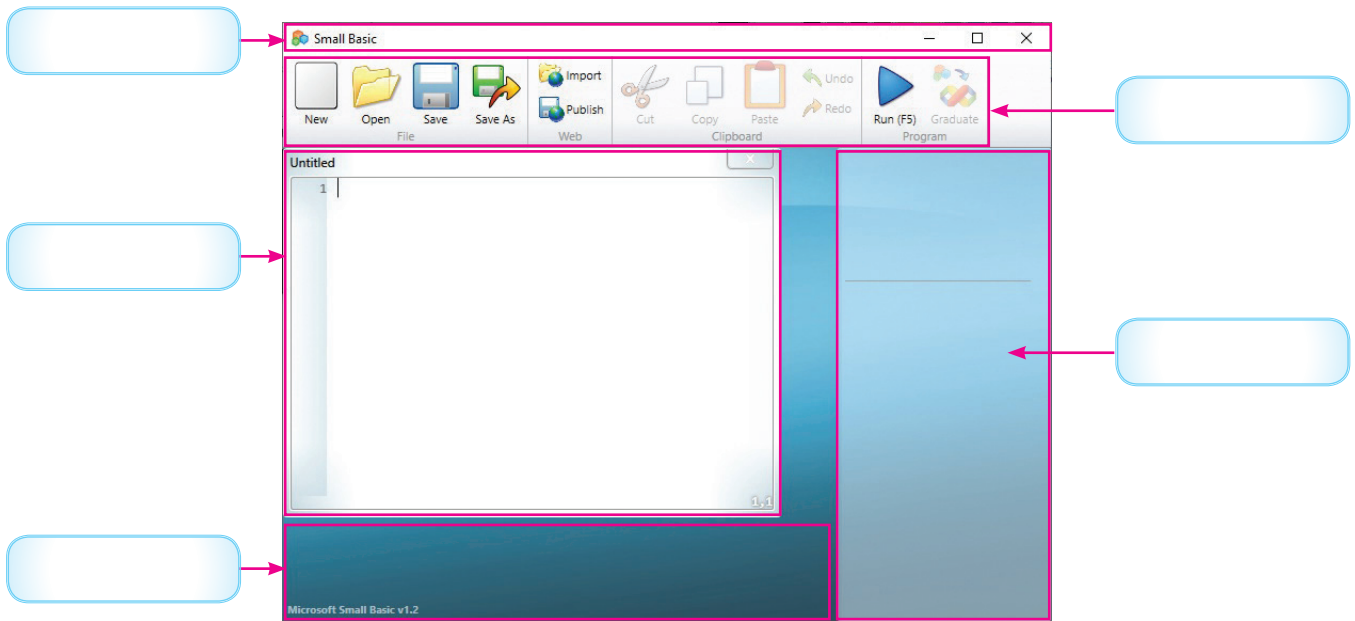 Small Basic
New Open Save Save As Import Publish Cut Copy Paste Undo Redo Run (F5) Graduate
File Web Clipboard Program
Untitled
X
1
1,1
Microsoft Small Basic v1.2